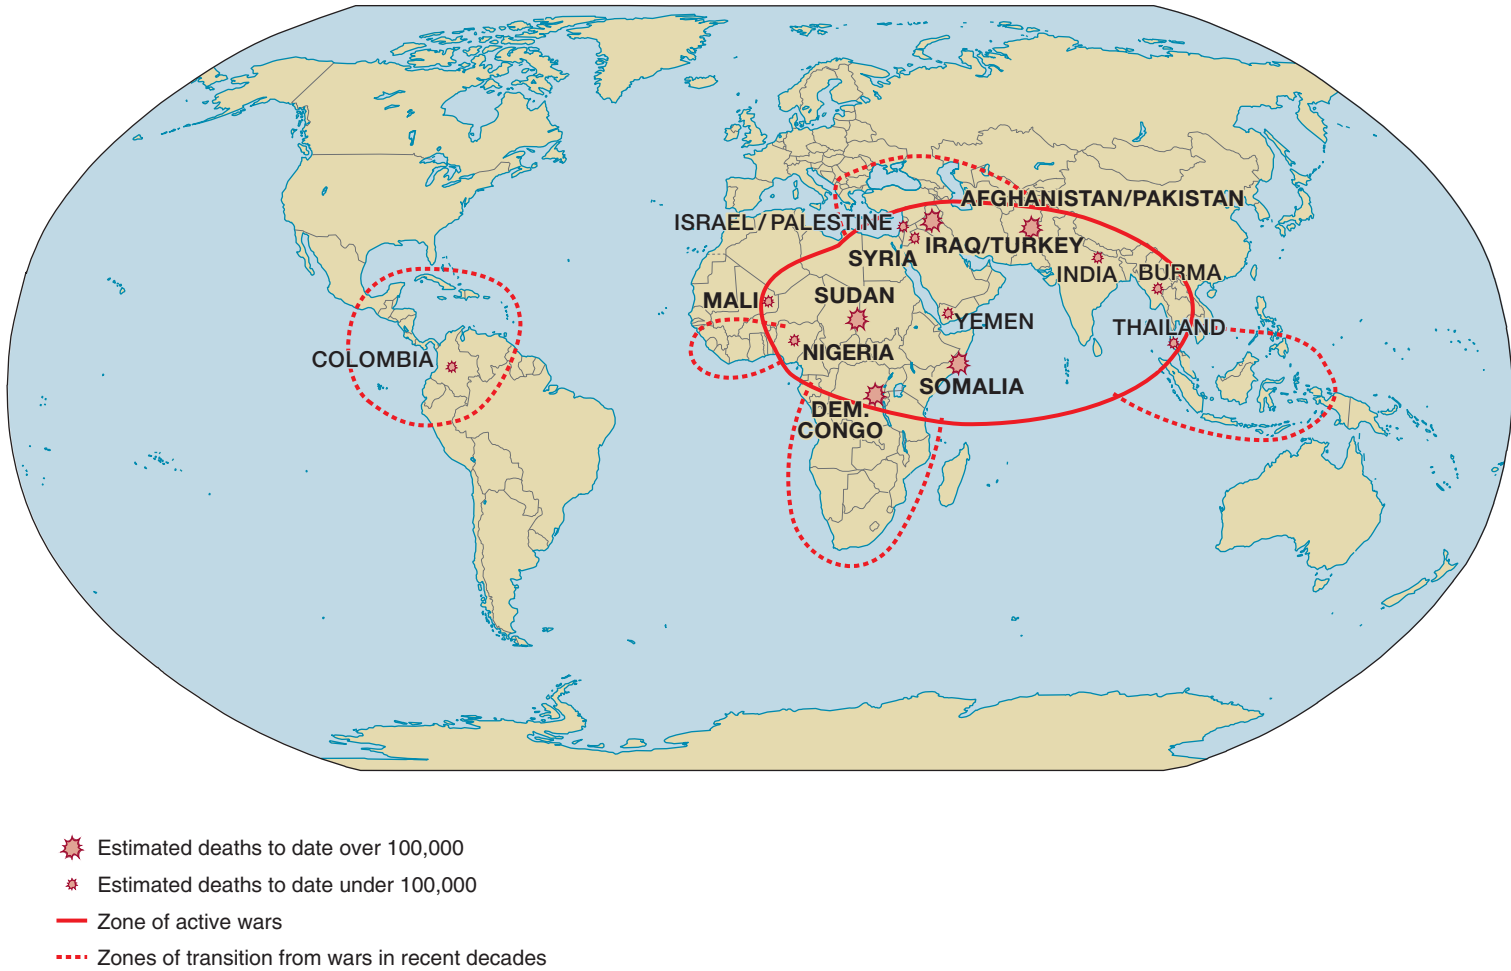 AFGHANISTAN/PAKISTAN
ISRAEL/PALESTINE
IRAQ/TURKEY
SYRIA
INDIA
BURMA
MALI
SUDAN
YEMEN
THAILAND
COLOMBIA
NIGERIA
SOMALIA
DEM.
CONGO
Estimated deaths to date over 100,000
Estimated deaths to date under 100,000
Zone of active wars
Zones of transition from wars in recent decades